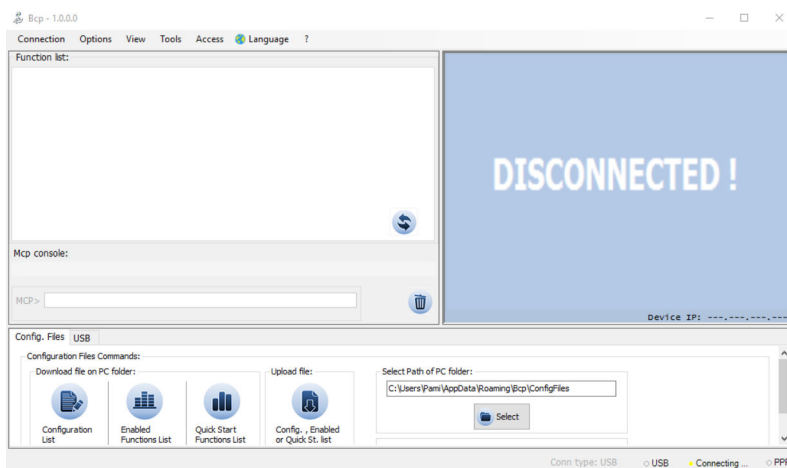 Bcp - 1.0.0.0
Connection Options View Tools Access Language ?
Function list:
DISCONNECTED !
Mcp console:
MCP>
Device IP: ---.---.---.---
Config. Files USB
Configuration Files Commands:
Download file on PC folder:
Upload file:
Select Path of PC folder:
C:\Users\Pami\AppData\Roaming\Bcp\ConfigFiles
Select
Configuration
List
Enabled
Functions List
Quick Start
Functions List
Config. , Enabled
or Quick St. list
Conn type: USB USB Connecting ...